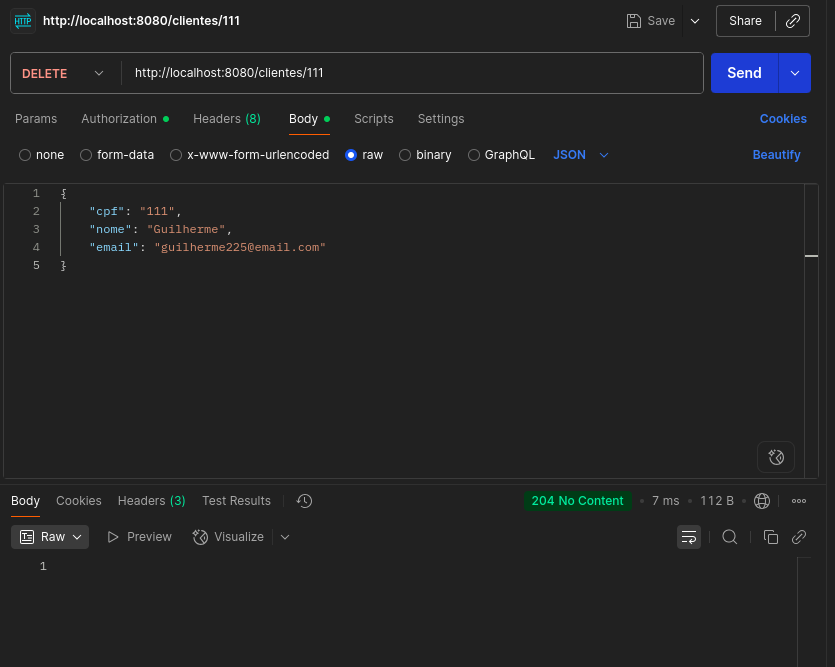 HTTP http://localhost:8080/clientes/111 Save Share
DELETE http://localhost:8080/clientes/111 Send
Params Authorization Headers (8) Body Scripts Settings Cookies
none form-data x-www-form-urlencoded raw binary GraphQL JSON Beautify
1 {
2 "cpf": "111",
3 "nome": "Guilherme",
4 "email": "guilherme225@email.com"
5 }
Body Cookies Headers (3) Test Results 204 No Content • 7 ms • 112 B •
Raw Preview Visualize
1